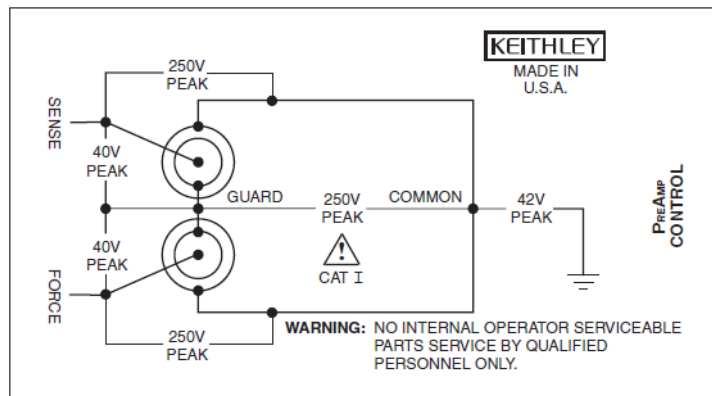 KEITHLEY
MADE IN
U.S.A.
250V
PEAK
SENSE
40V
PEAK
GUARD
250V
PEAK
COMMON
42V
PEAK
PREAMP
CONTROL
40V
PEAK
CAT I
FORCE
250V
PEAK
WARNING: NO INTERNAL OPERATOR SERVICEABLE
PARTS SERVICE BY QUALIFIED
PERSONNEL ONLY.